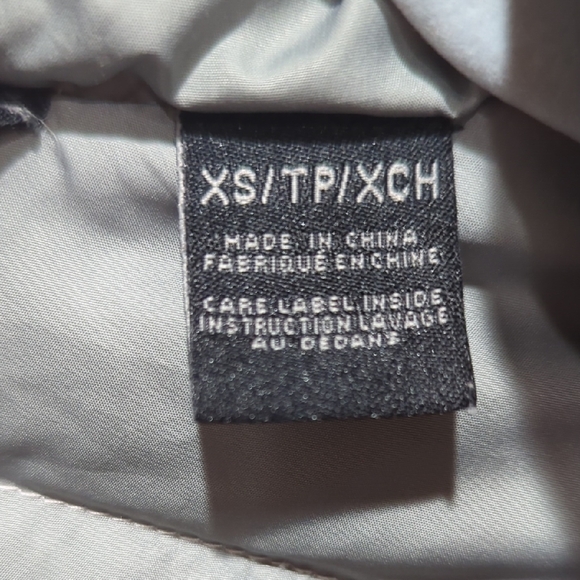 XS/TP/XCH
MADE IN CHINA
FABRIQUÉ EN CHINE
CARE LABEL INSIDE
INSTRUCTION LAVAGE
AU DEDANS